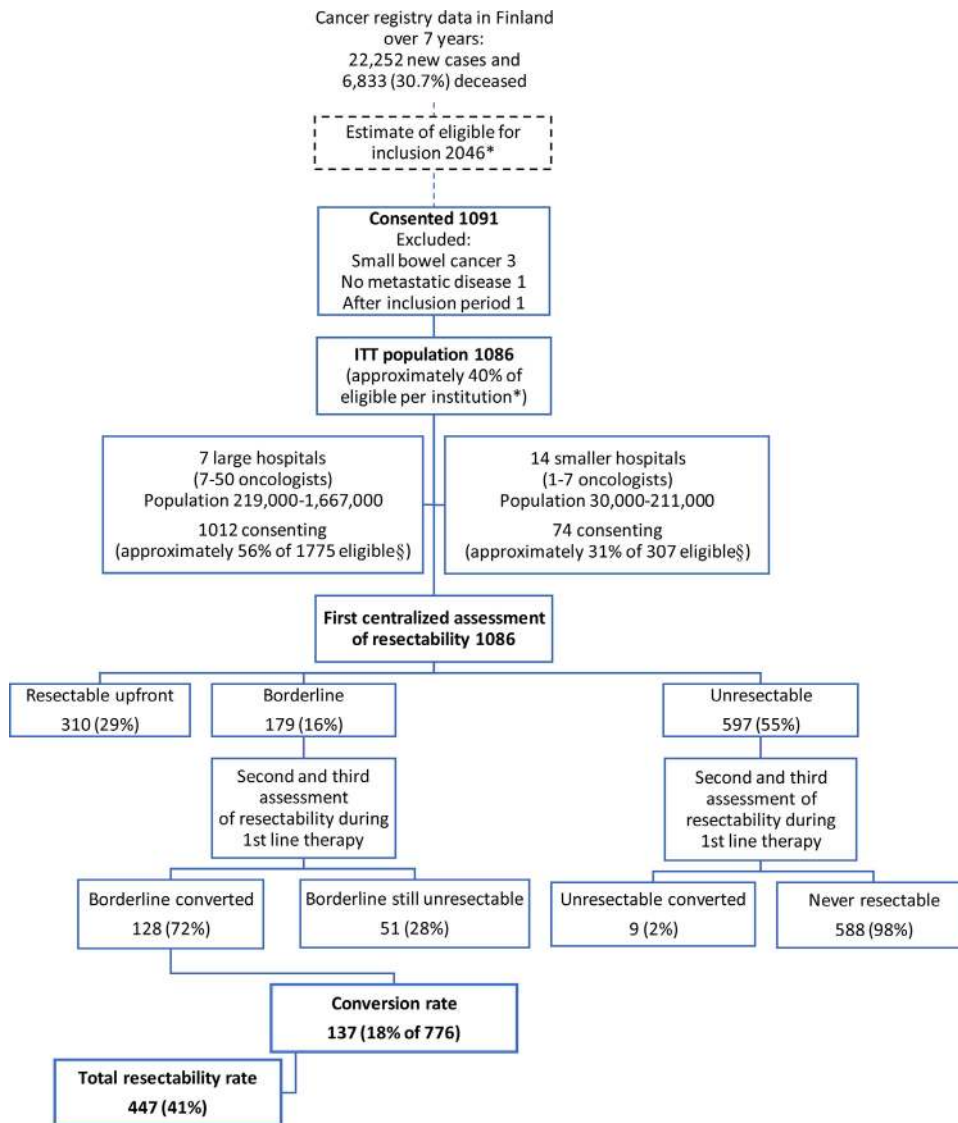 Cancer registry data in Finland
over 7 years:
22,252 new cases and
6,833 (30.7%) deceased
Estimate of eligible for
inclusion 2046*
Consented 1091
Excluded:
Small bowel cancer 3
No metastatic disease 1
After inclusion period 1
ITT population 1086
(approximately 40% of
eligible per institution*)
7 large hospitals
(7-50 oncologists)
Population 219,000-1,667,000
1012 consenting
(approximately 56% of 1775 eligible§)
14 smaller hospitals
(1-7 oncologists)
Population 30,000-211,000
74 consenting
(approximately 31% of 307 eligible§)
First centralized assessment
of resectability 1086
Resectable upfront
310 (29%)
Borderline
179 (16%)
Unresectable
597 (55%)
Second and third
assessment
of resectability during
1st line therapy
Second and third
assessment of
resectability during
1st line therapy
Borderline converted
128 (72%)
Borderline still unresectable
51 (28%)
Unresectable converted
9 (2%)
Never resectable
588 (98%)
Conversion rate
137 (18% of 776)
Total resectability rate
447 (41%)